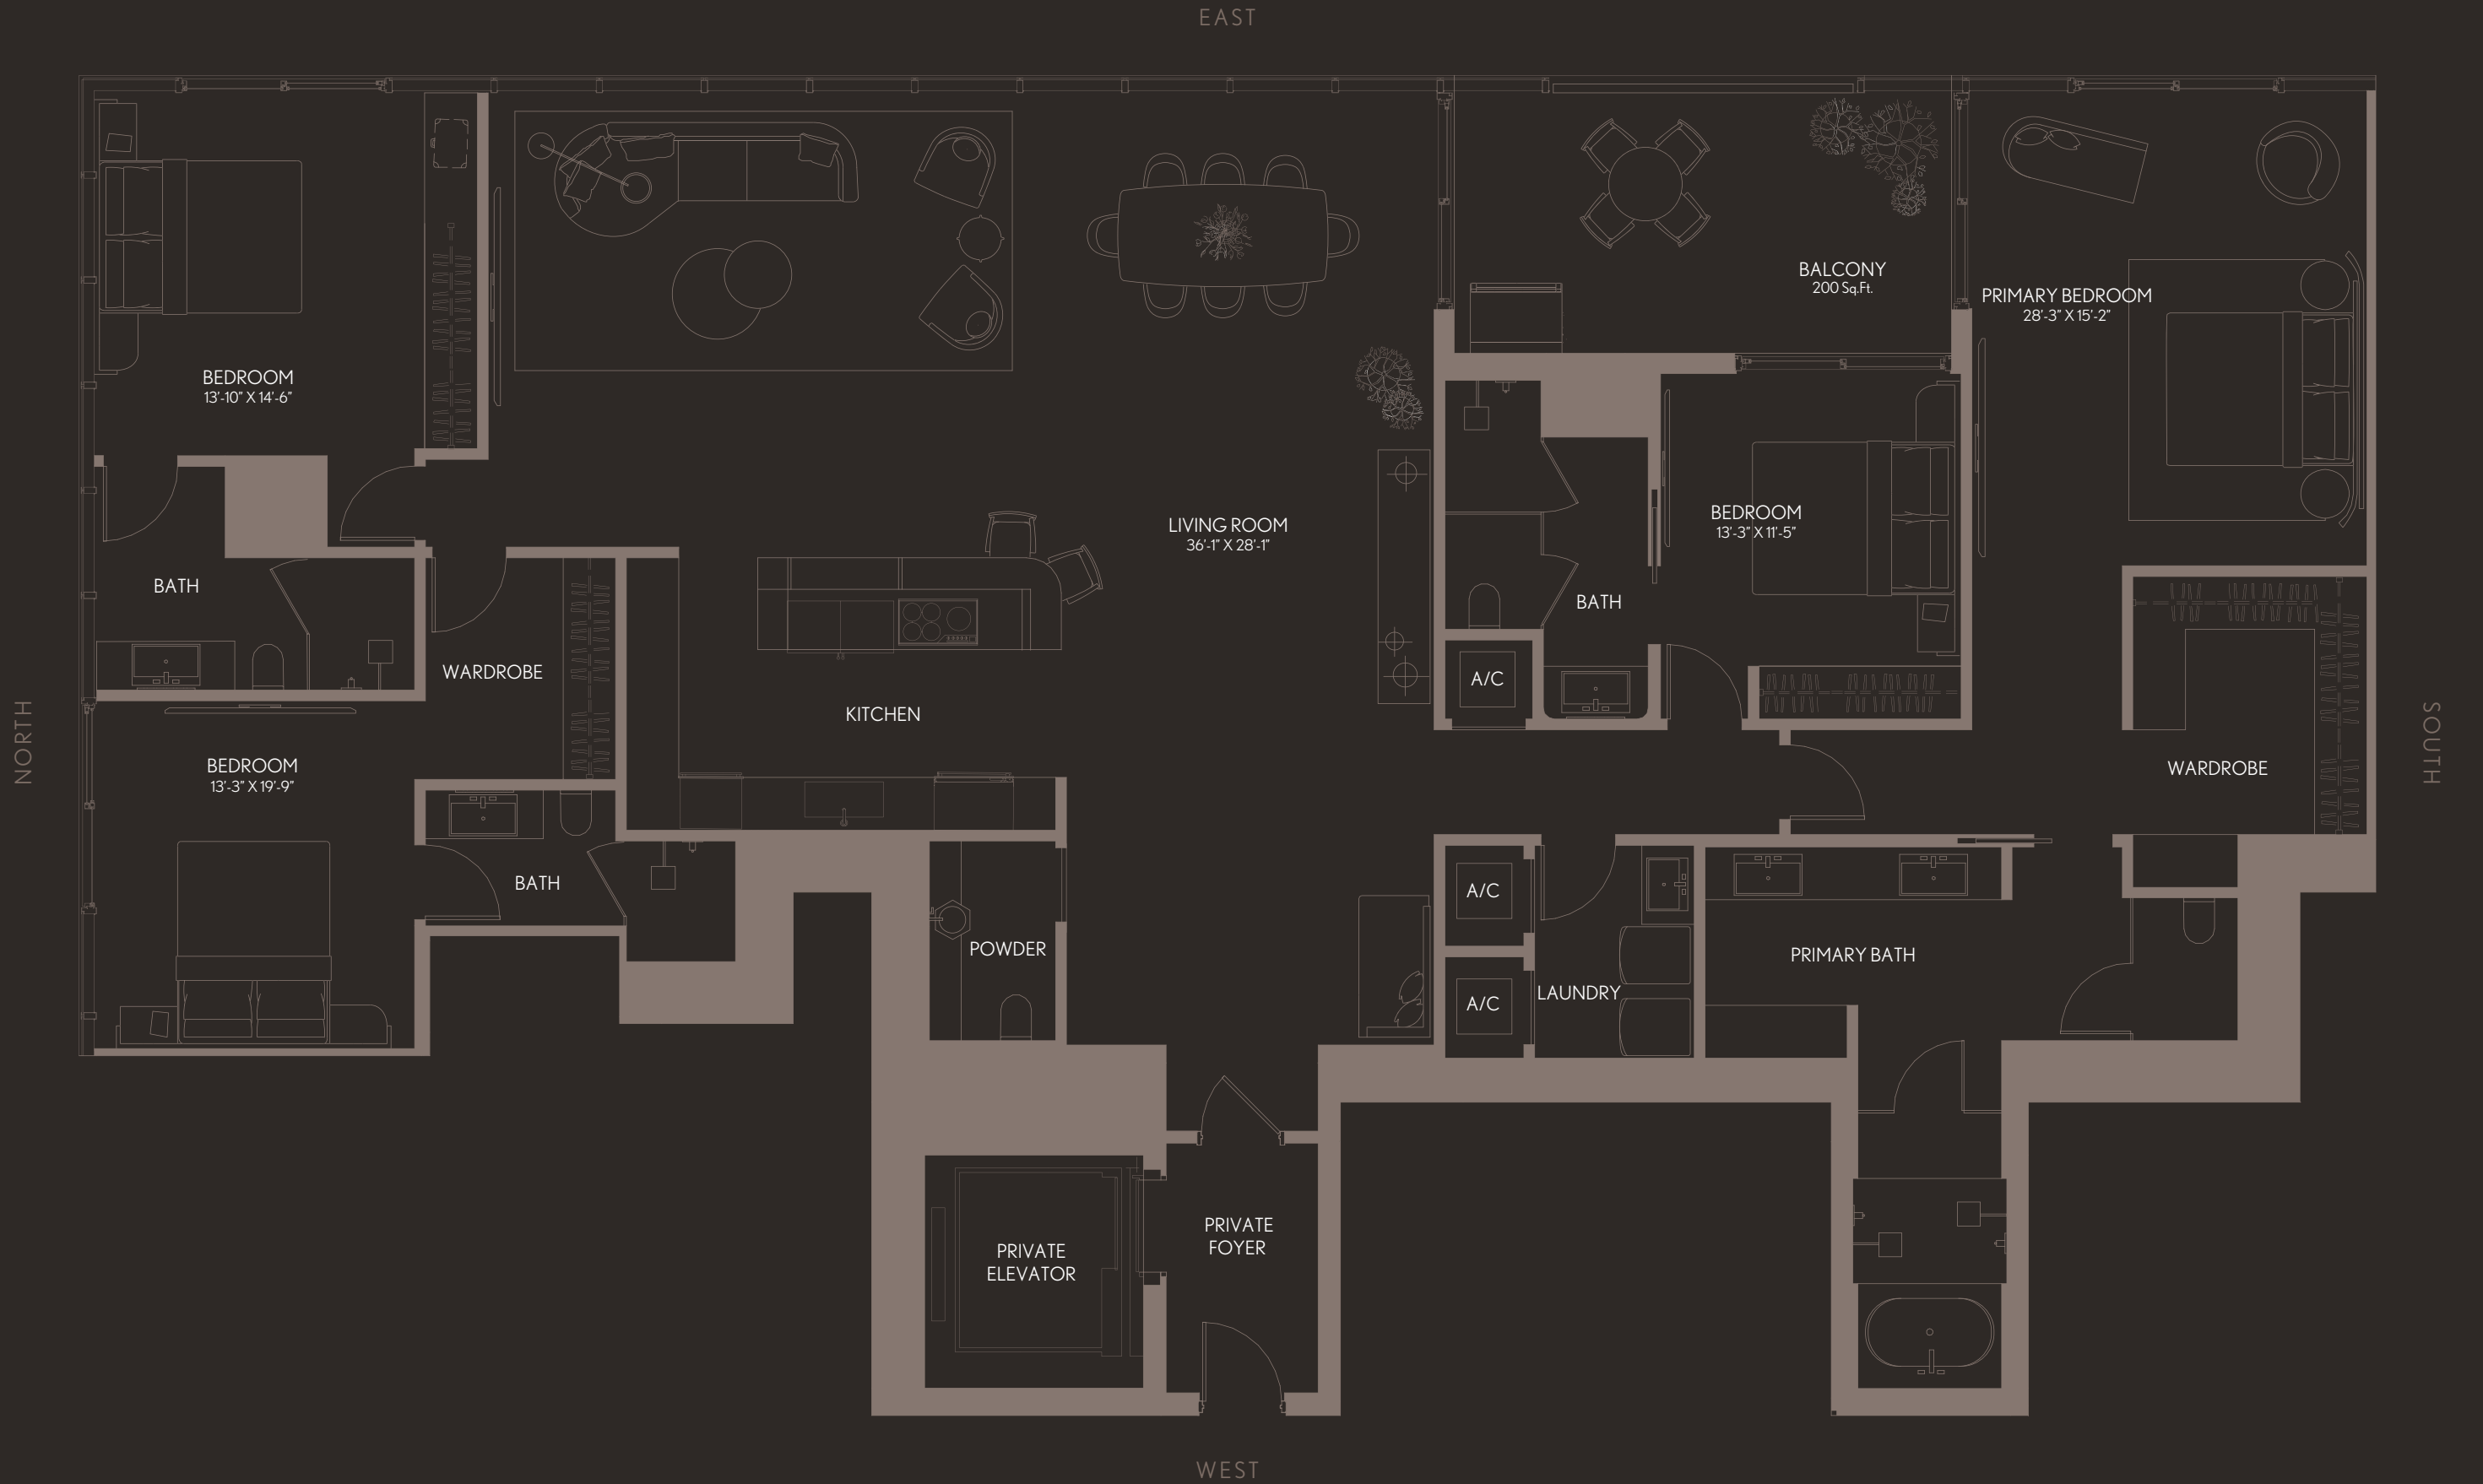 EAST
BALCONY
200 Sq.Ft.
PRIMARY BEDROOM
28'-3" X 15'-2"
BEDROOM
13'-10" X 14'-6"
LIVING ROOM
36'-1" X 28'-1"
BEDROOM
13'-3" X 11'-5"
BATH
BATH
WARDROBE
A/C
KITCHEN
NORTH
SOUTH
BEDROOM
13'-3" X 19'-9"
WARDROBE
BATH
A/C
POWDER
PRIMARY BATH
LAUNDRY
A/C
PRIVATE
FOYER
PRIVATE
ELEVATOR
WEST